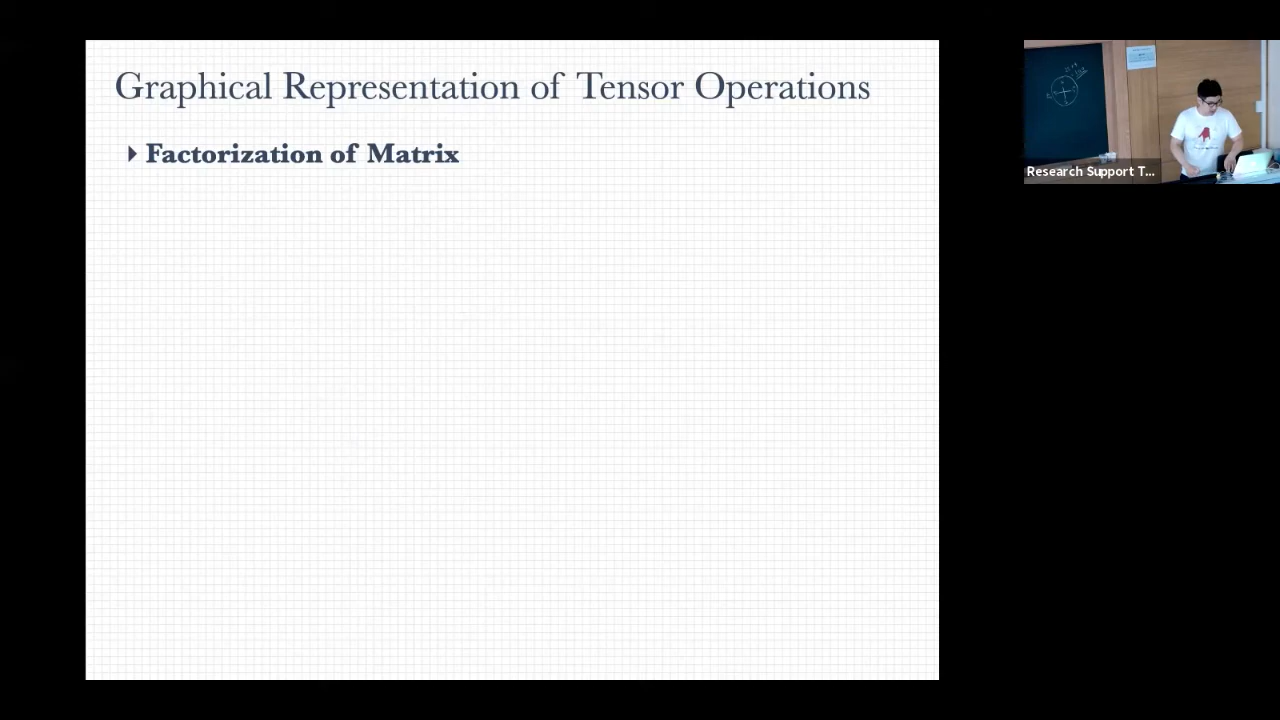 Graphical Representation of Tensor Operations
Factorization of Matrix
Research Support T...